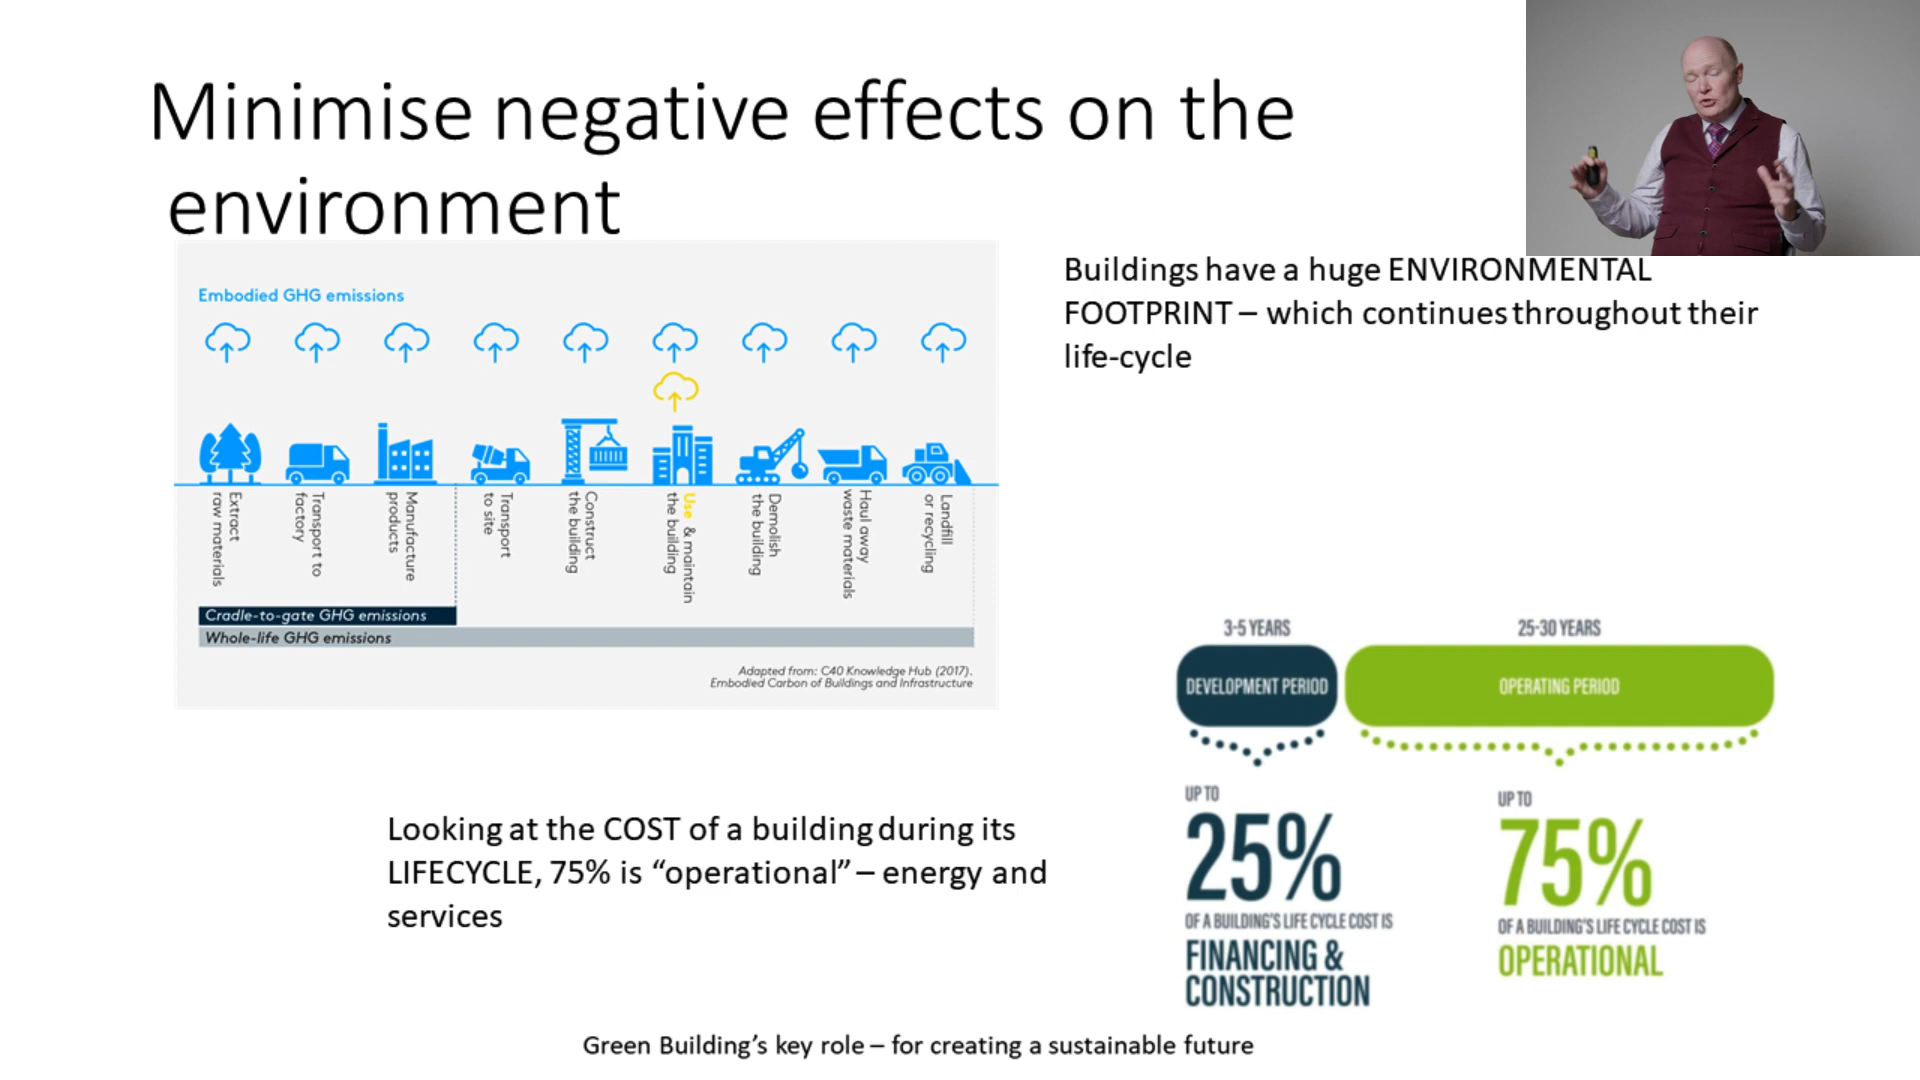 Minimise negative effects on the
environment
Embodied GHG emissions
Extract
raw materials
Transport to
factory
Manufacture
products
Transport
to site
Construct
the building
Use & maintain
the building
Demolish
the building
Haul away
waste materials
Landfill
or recycling
Cradle-to-gate GHG emissions
Whole-life GHG emissions
Adapted from: C40 Knowledge Hub (2017).
Embodied Carbon of Buildings and Infrastructure
Buildings have a huge ENVIRONMENTAL
FOOTPRINT – which continues throughout their
life-cycle
Looking at the COST of a building during its
LIFECYCLE, 75% is “operational” – energy and
services
3-5 YEARS
DEVELOPMENT PERIOD
UP TO
25%
OF A BUILDING'S LIFE CYCLE COST IS
FINANCING &
CONSTRUCTION
25-30 YEARS
OPERATING PERIOD
UP TO
75%
OF A BUILDING'S LIFE CYCLE COST IS
OPERATIONAL
Green Building’s key role – for creating a sustainable future